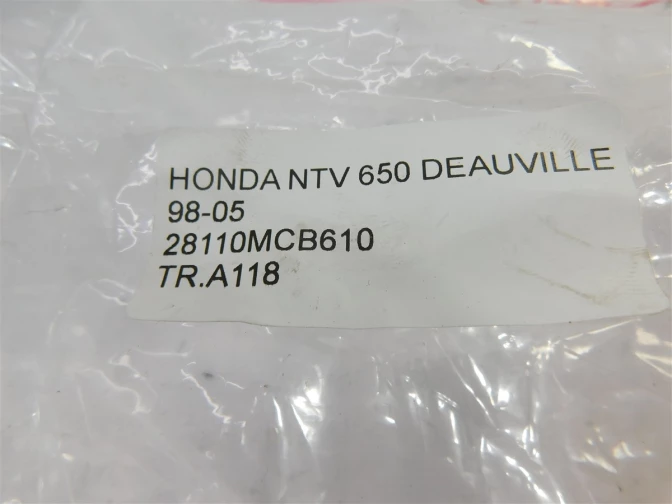 HONDA NTV 650 DEAUVILLE
98-05
28110MCB610
TR.A118